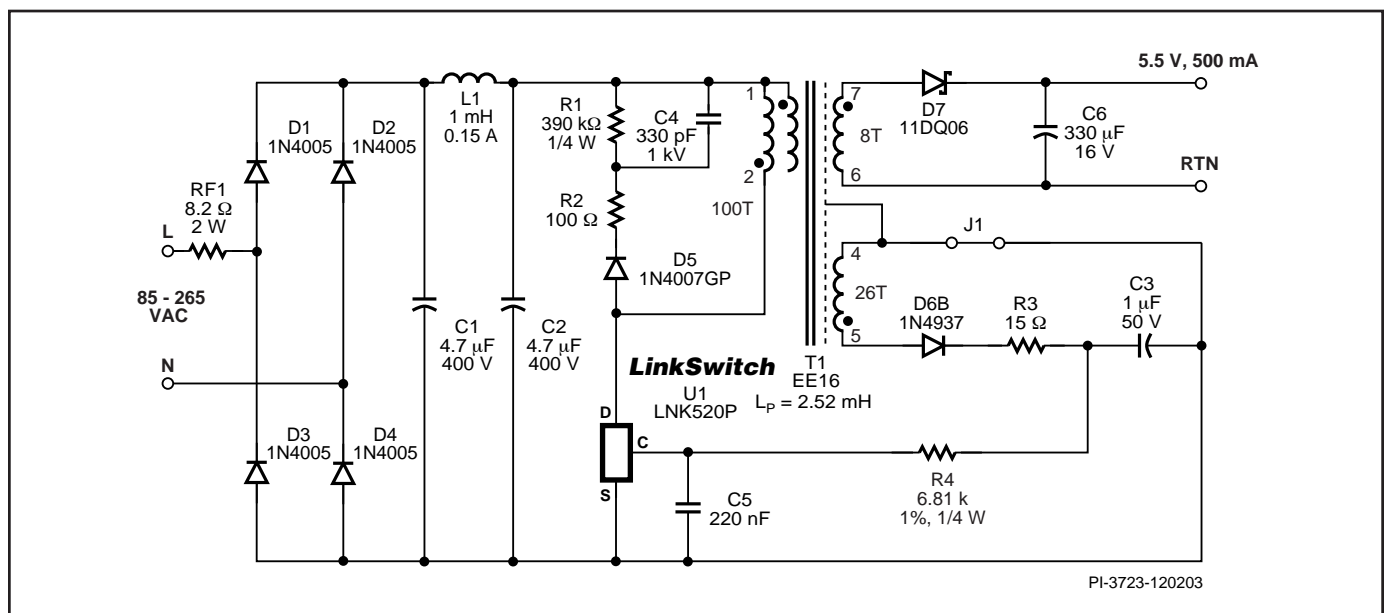 5.5 V, 500 mA
L1
1 mH
0.15 A
D1
1N4005
D2
1N4005
R1
390 kΩ
1/4 W
C4
330 pF
1 kV
1
2
100T
7
8T
6
D7
11DQ06
C6
330 µF
16 V
RTN
RF1
8.2 Ω
2 W
L
85 - 265
VAC
N
R2
100 Ω
D5
1N4007GP
J1
4
26T
5
D6B
1N4937
R3
15 Ω
C3
1 µF
50 V
C1
4.7 µF
400 V
C2
4.7 µF
400 V
LinkSwitch
U1
LNK520P
T1
EE16
LP = 2.52 mH
D3
1N4005
D4
1N4005
D
C
S
C5
220 nF
R4
6.81 k
1%, 1/4 W
PI-3723-120203